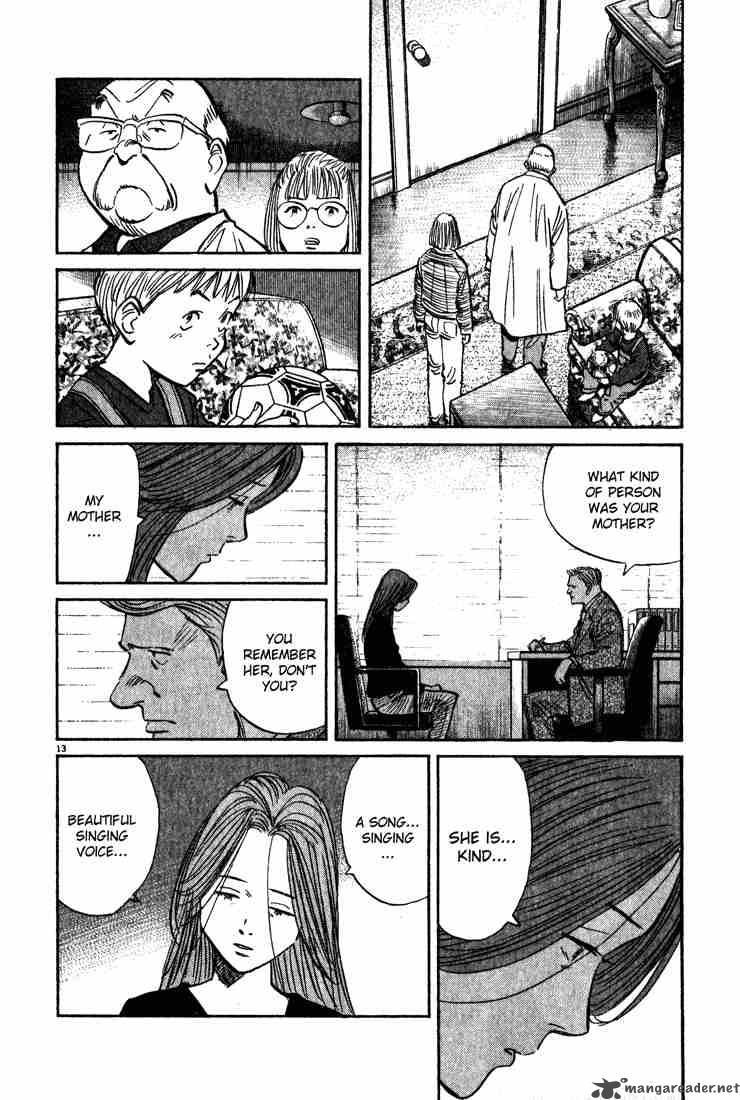 WHAT KIND
OF PERSON
WAS YOUR
MOTHER?
MY
MOTHER
...
YOU
REMEMBER
HER, DON'T
YOU?
13
SHE IS...
KIND...
A SONG...
SINGING
...
BEAUTIFUL
SINGING
VOICE...
mangareader.net